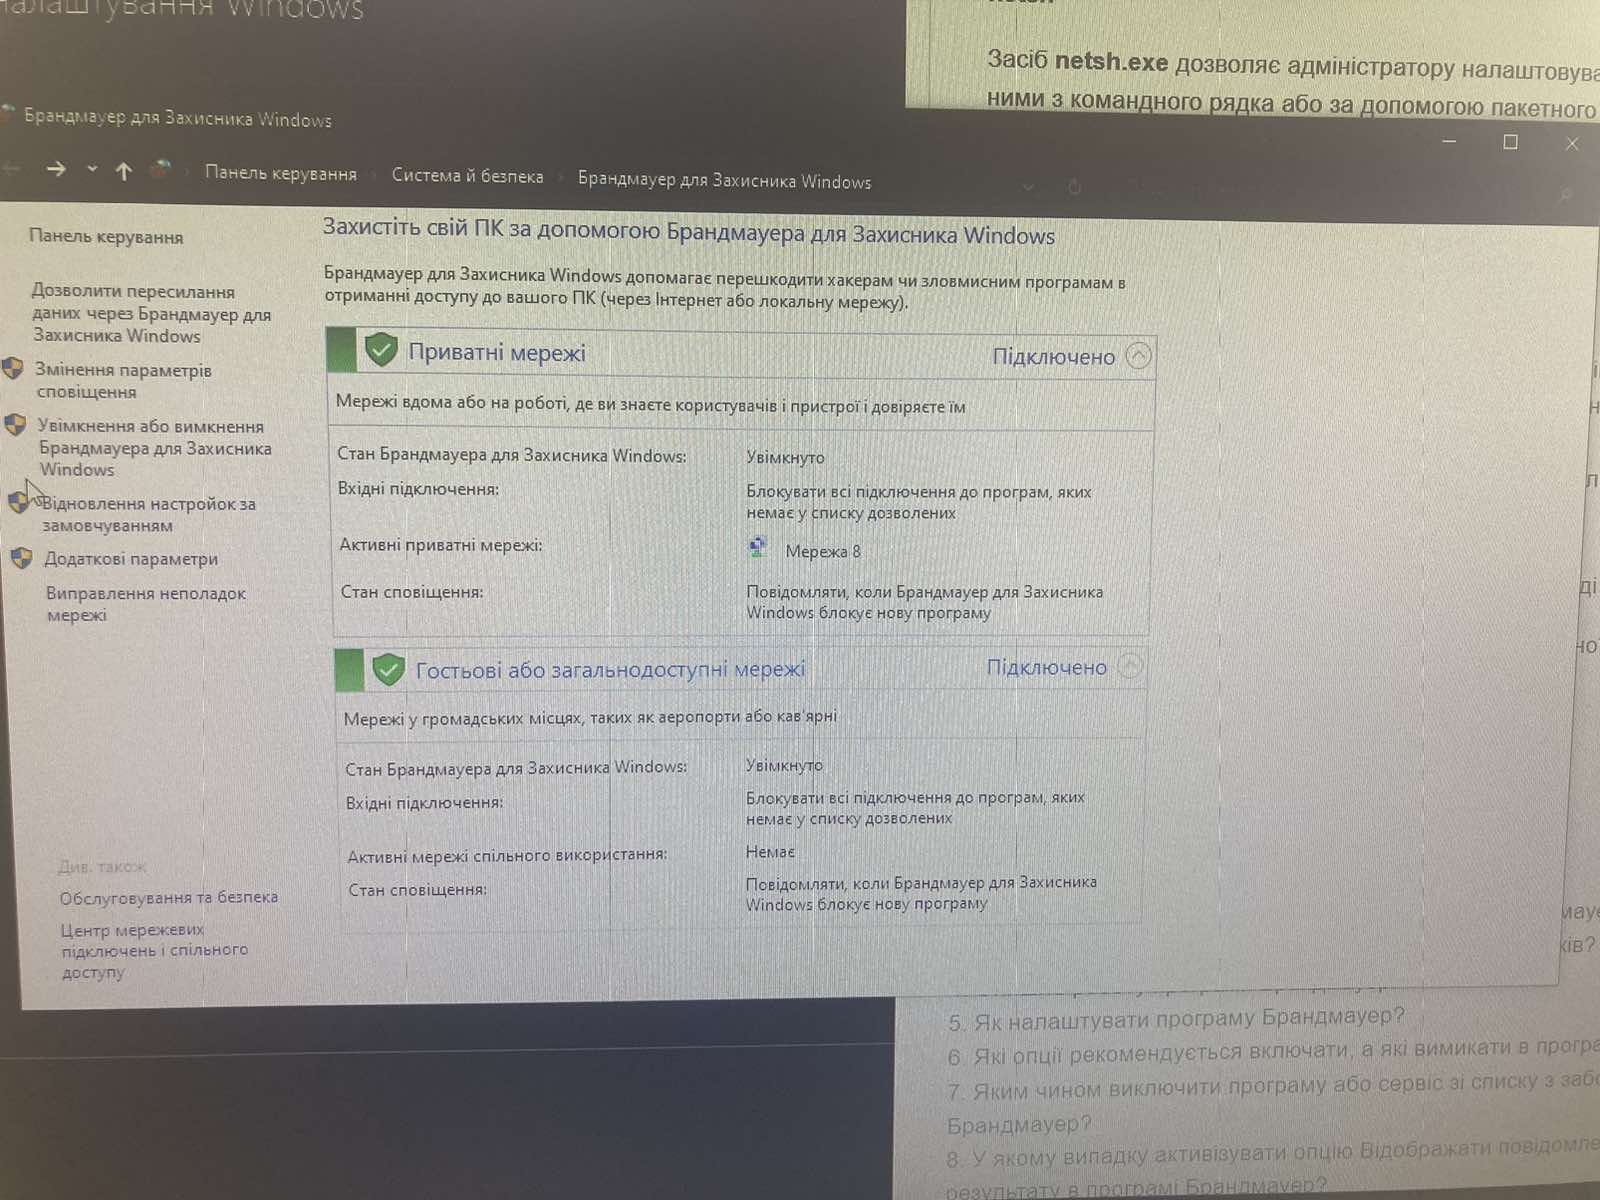 налаштування Windows
Засіб netsh.exe дозволяє адміністратору
ними з командного рядка або за допомогою пакетного
Брандмауер для Захисника Windows
Панель керування
Система й безпека
Брандмауер для Захисника Windows
Панель керування
Дозволити пересилання
даних через Брандмауер для
Захисника Windows
Змінення параметрів
сповіщення
Увімкнення або вимкнення
Брандмауера для Захисника
Windows
Відновлення настройок за
замовчуванням
Додаткові параметри
Виправлення неполадок
мережі
Див. також
Обслуговування та безпека
Центр мережевих
підключень і спільного
доступу
Захистіть свій ПК за допомогою Брандмауера для Захисника Windows
Брандмауер для Захисника Windows допомагає перешкодити хакерам чи зловмисним програмам в
отриманні доступу до вашого ПК (через Інтернет або локальну мережу).
Приватні мережі Підключено
Мережі вдома або на роботі, де ви знаєте користувачів і пристрої і довіряєте їм
Стан Брандмауера для Захисника Windows: Увімкнуто
Вхідні підключення: Блокувати всі підключення до програм, яких
немає у списку дозволених
Активні приватні мережі: Мережа 8
Стан сповіщення: Повідомляти, коли Брандмауер для Захисника
Windows блокує нову програму
Гостьові або загальнодоступні мережі Підключено
Мережі у громадських місцях, таких як аеропорти або кав'ярні
Стан Брандмауера для Захисника Windows: Увімкнуто
Вхідні підключення: Блокувати всі підключення до програм, яких
немає у списку дозволених
Активні мережі спільного використання: Немає
Стан сповіщення: Повідомляти, коли Брандмауер для Захисника
Windows блокує нову програму
5. Як налаштувати програму Брандмауер?
6. Які опції рекомендується включати, а які вимикати в
7. Яким чином виключити програму або сервіс зі списку з
Брандмауер?
8. У якому випадку активізувати опцію Відображати
результату в програмі Брандмауер?